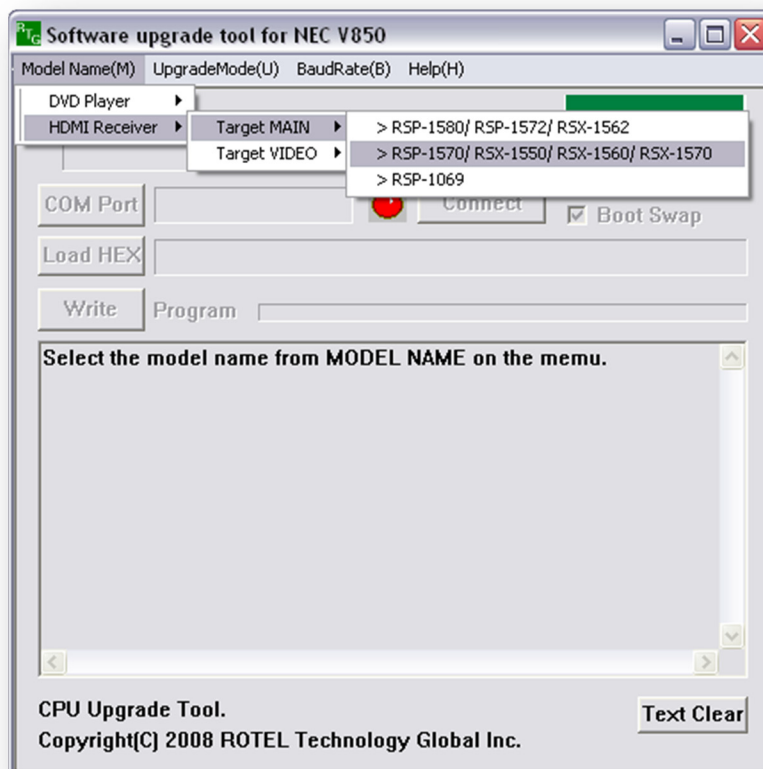 RTG Software upgrade tool for NEC V850
Model Name(M) UpgradeMode(U) BaudRate(B) Help(H)
DVD Player
HDMI Receiver
Target MAIN
Target VIDEO
> RSP-1580/ RSP-1572/ RSX-1562
> RSP-1570/ RSX-1550/ RSX-1560/ RSX-1570
> RSP-1069
COM Port
Connect
Boot Swap
Load HEX
Write Program
Select the model name from MODEL NAME on the memu.
CPU Upgrade Tool.
Text Clear
Copyright(C) 2008 ROTEL Technology Global Inc.